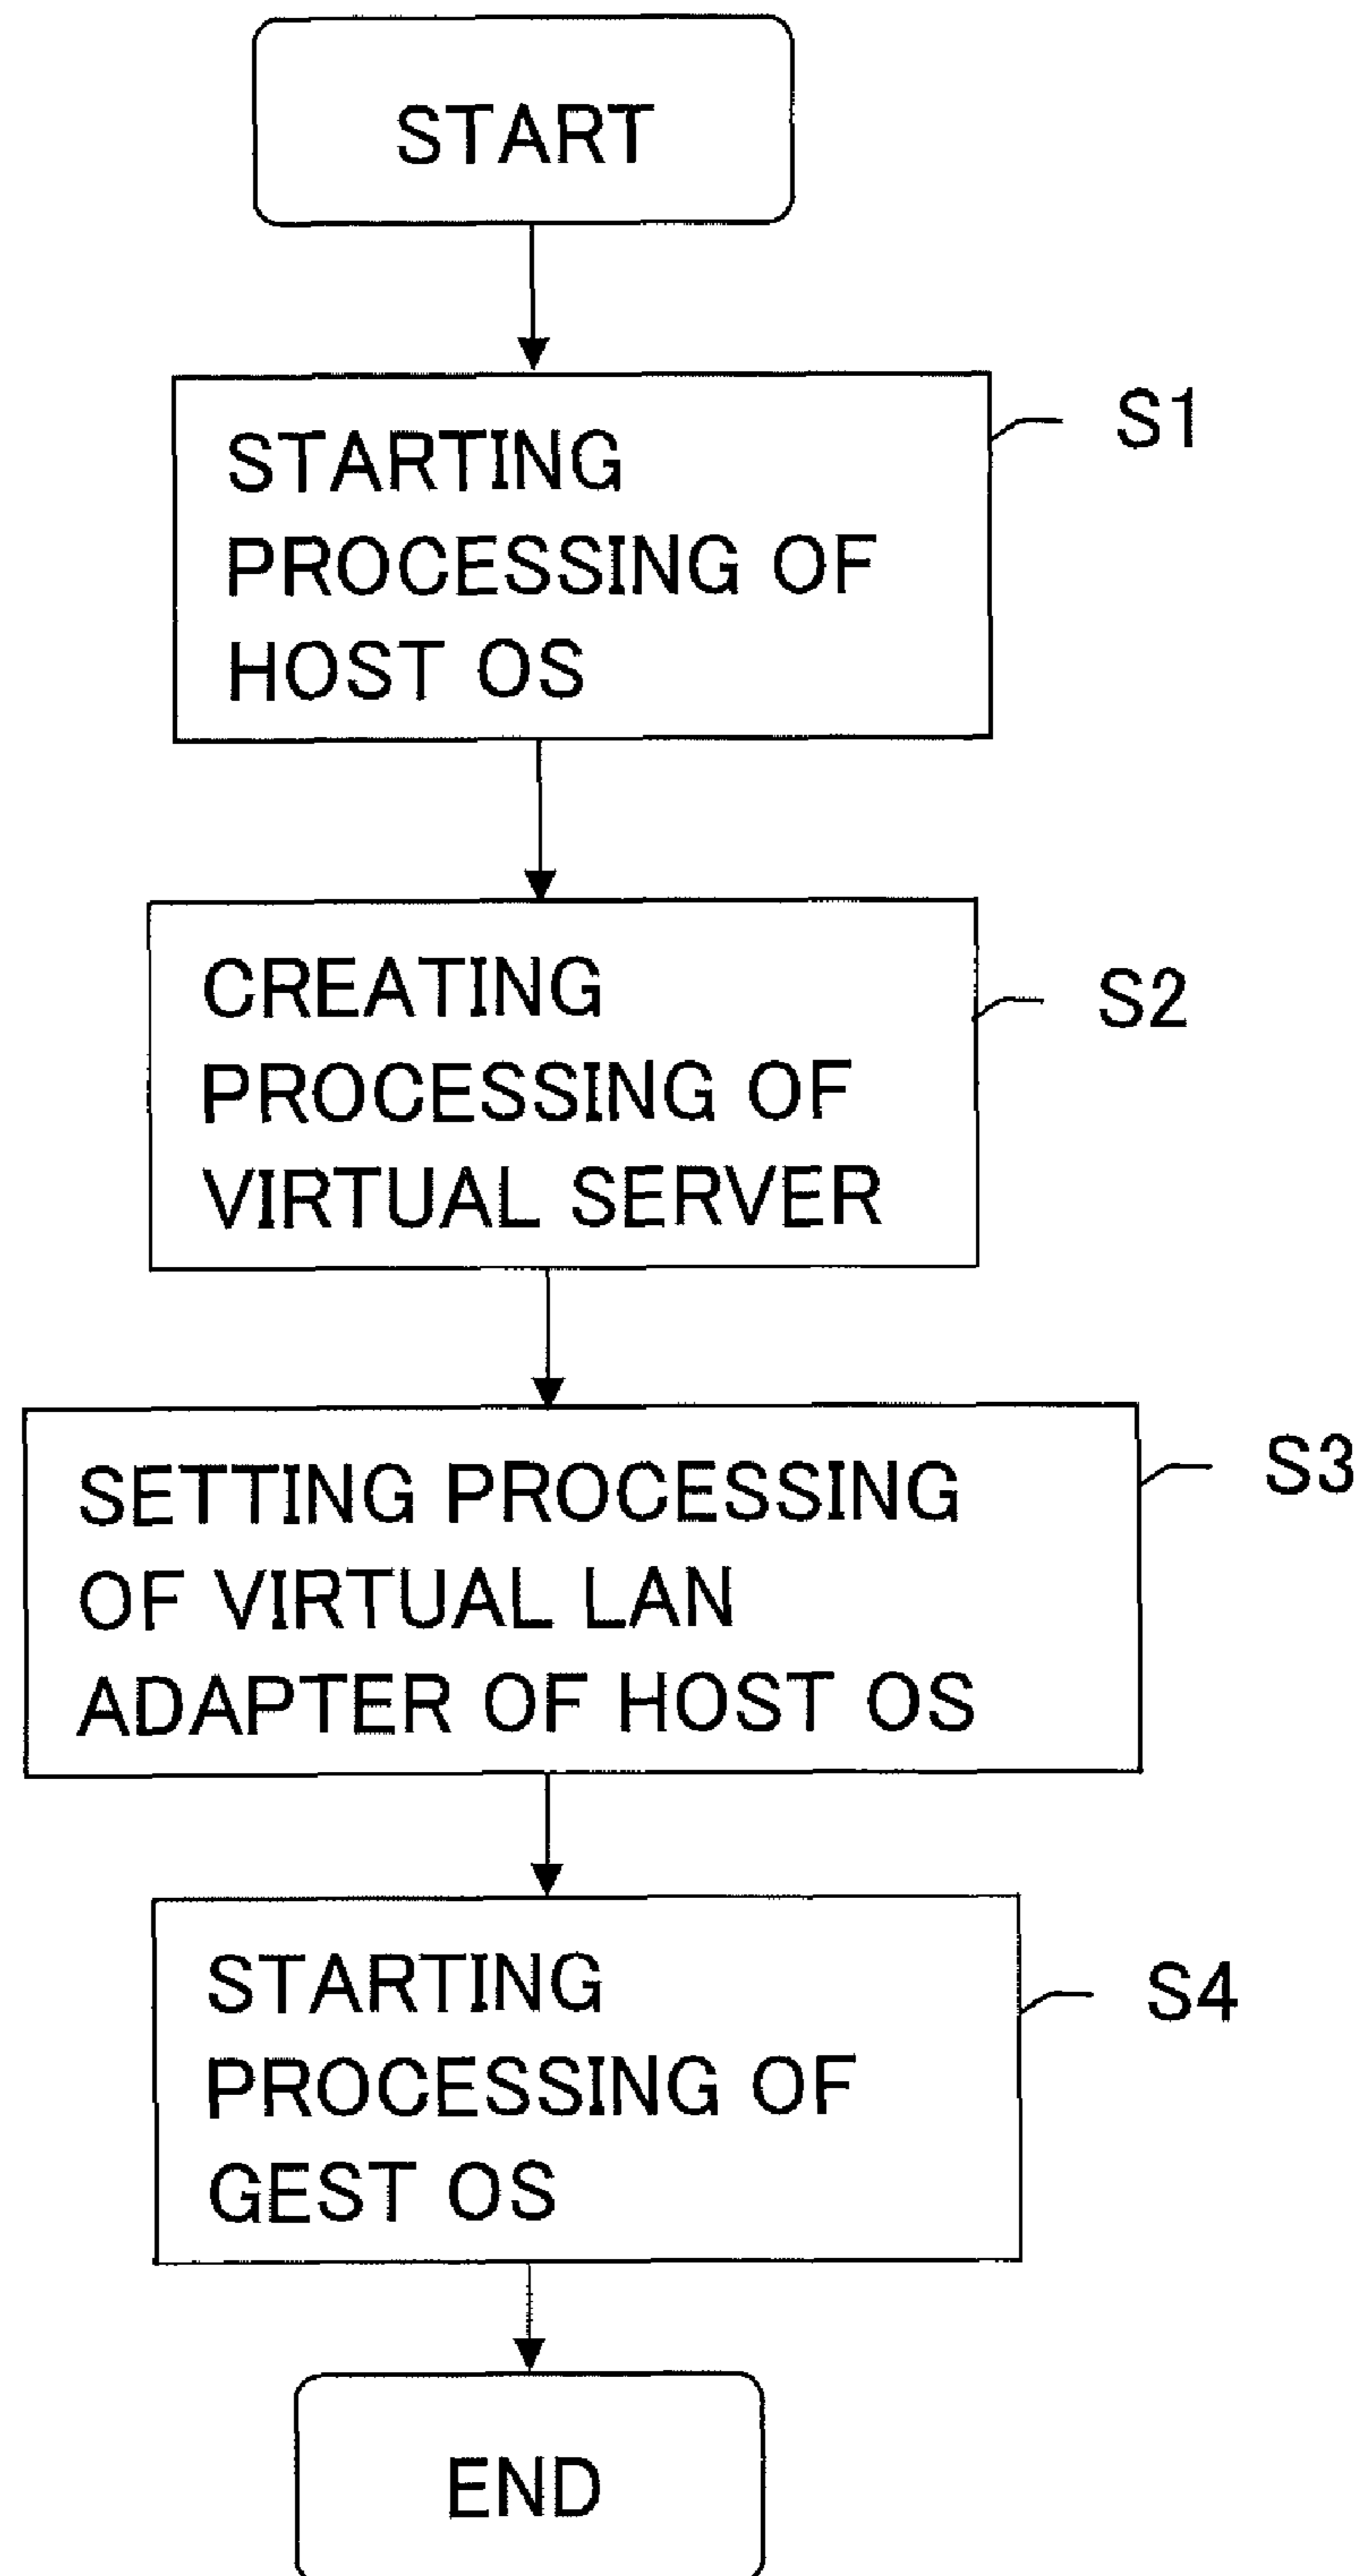 START
STARTING
PROCESSING OF
HOST OS
S1
CREATING
PROCESSING OF
VIRTUAL SERVER
S2
SETTING PROCESSING
OF VIRTUAL LAN
ADAPTER OF HOST OS
S3
STARTING
PROCESSING OF
GEST OS
S4
END